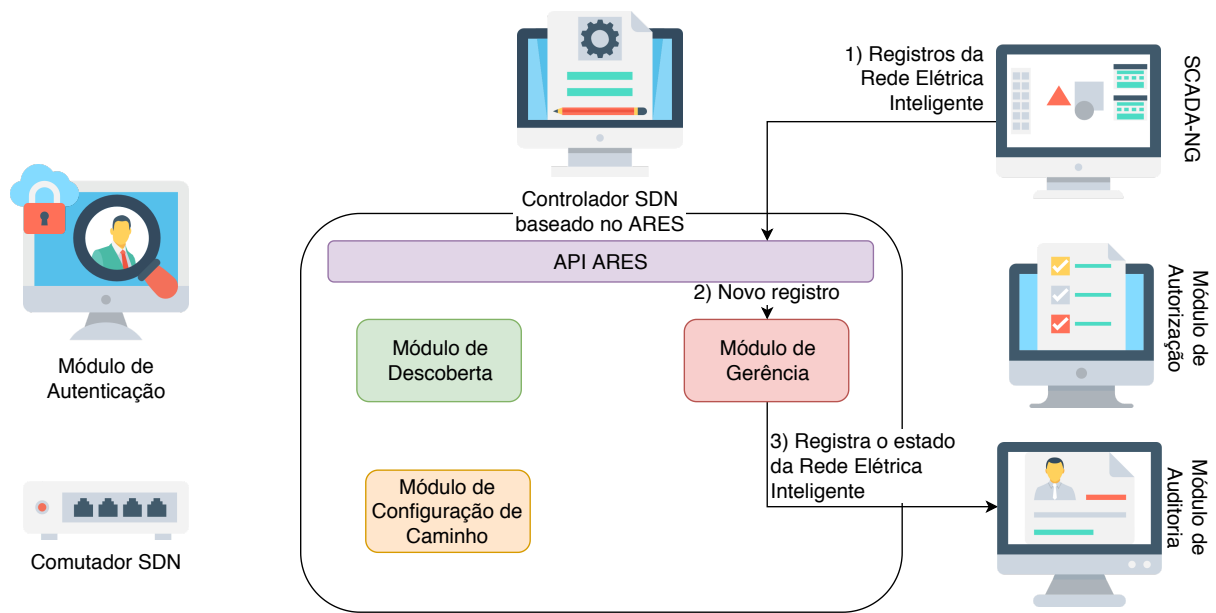 1) Registros da
Rede Elétrica
Inteligente
SCADA-NG
Controlador SDN
baseado no ARES
API ARES
2) Novo registro
Módulo de
Descoberta
Módulo de
Gerência
Módulo de
Autorização
Módulo de
Autenticação
3) Registra o estado
da Rede Elétrica
Inteligente
Módulo de
Configuração de
Caminho
Módulo de
Auditoria
Comutador SDN